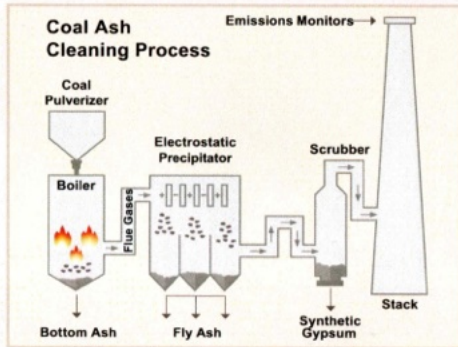 Coal Ash
Cleaning Process
Emissions Monitors
Coal
Pulverizer
Electrostatic
Precipitator
Scrubber
Boiler
Flue Gases
Bottom Ash
Fly Ash
Synthetic
Gypsum
Stack